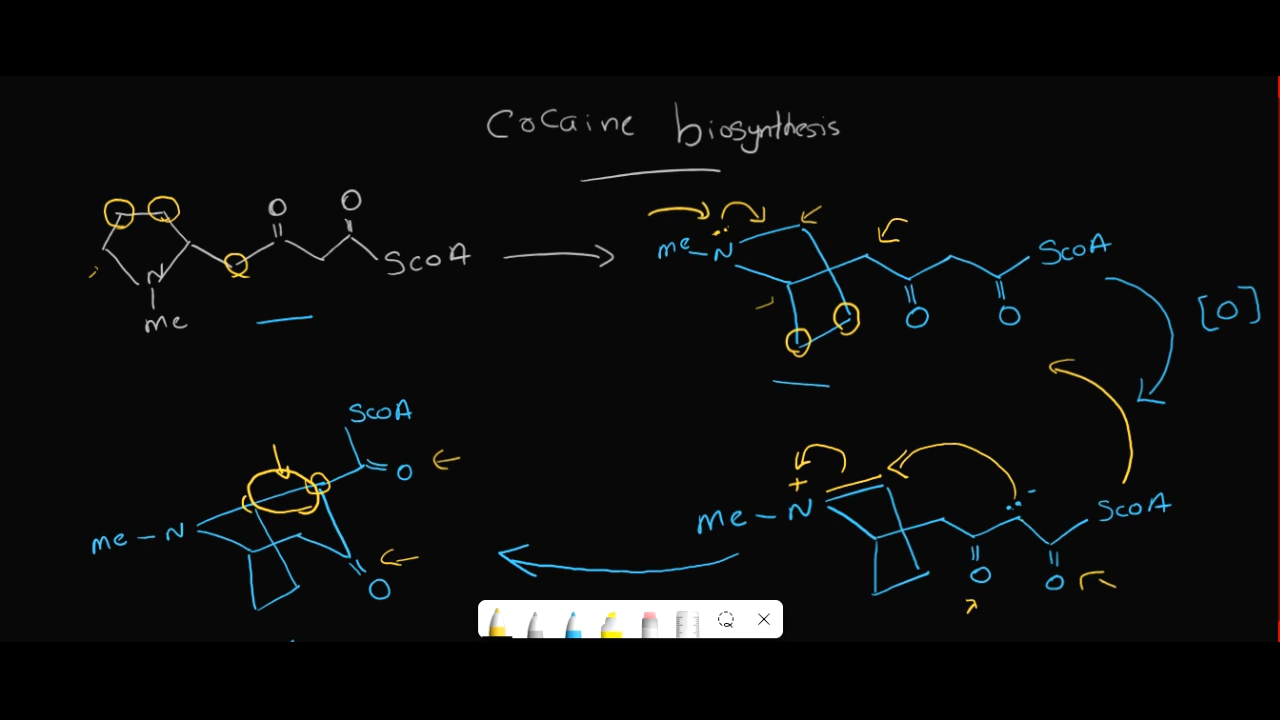 Cocaine biosynthesis
O O
N
Me
ScoA
me-N
ScoA
O O
[O]
ScoA
O
Me-N
O
+
Me-N
-
ScoA
O O